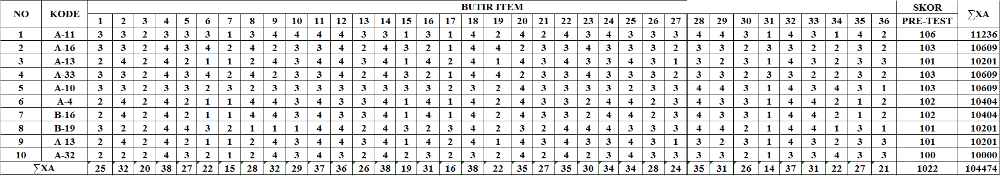 NO KODE BUTIR ITEM SKOR PRE-TEST ∑XA
1 2 3 4 5 6 7 8 9 10 11 12 13 14 15 16 17 18 19 20 21 22 23 24 25 26 27 28 29 30 31 32 33 34 35 36
1 A-11 3 3 2 3 3 3 1 3 4 4 4 4 3 3 1 3 1 4 2 4 2 4 3 4 3 3 3 4 4 3 1 4 3 1 4 2 106 11236
2 A-16 3 3 2 4 3 4 2 4 2 3 3 4 2 4 3 2 1 4 4 2 3 3 4 3 3 3 2 3 3 2 3 3 2 2 3 2 103 10609
3 A-13 2 4 2 4 2 1 1 2 4 3 4 4 3 4 1 4 2 4 1 4 3 4 3 3 4 3 1 3 2 3 1 4 3 2 3 3 101 10201
4 A-33 3 3 2 4 3 4 2 4 2 3 3 4 2 4 3 2 1 4 4 2 3 3 4 3 3 3 2 3 3 2 3 3 2 2 3 2 103 10609
5 A-10 3 3 2 3 3 2 3 2 3 3 3 3 3 3 3 3 2 3 2 4 3 3 3 3 2 3 3 4 4 3 1 4 3 4 3 1 103 10609
6 A-4 2 4 2 4 2 1 1 4 4 3 4 3 3 4 1 4 1 4 2 4 3 3 2 4 4 2 3 4 3 3 1 4 4 2 1 2 102 10404
7 B-16 2 4 2 4 2 1 1 4 4 3 4 3 3 4 1 4 1 4 2 4 3 3 2 4 4 2 3 4 3 3 1 4 4 2 1 2 102 10404
8 B-19 3 2 2 4 4 3 2 1 1 1 4 4 2 4 3 2 3 4 2 3 2 4 4 4 3 3 3 4 4 2 1 4 4 1 3 1 101 10201
9 A-13 2 4 2 4 2 1 1 2 4 3 4 4 3 4 1 4 2 4 1 4 3 4 3 3 4 3 1 3 2 3 1 4 3 2 3 3 101 10201
10 A-32 2 2 2 4 3 2 1 2 4 3 4 3 2 4 2 3 2 3 2 4 2 4 2 3 4 3 3 3 3 2 1 3 3 4 3 3 100 10000
∑XA 25 32 20 38 27 22 15 28 32 29 37 36 26 38 19 31 16 38 22 35 27 35 30 34 34 28 24 35 31 26 14 37 31 22 27 21 1022 104474